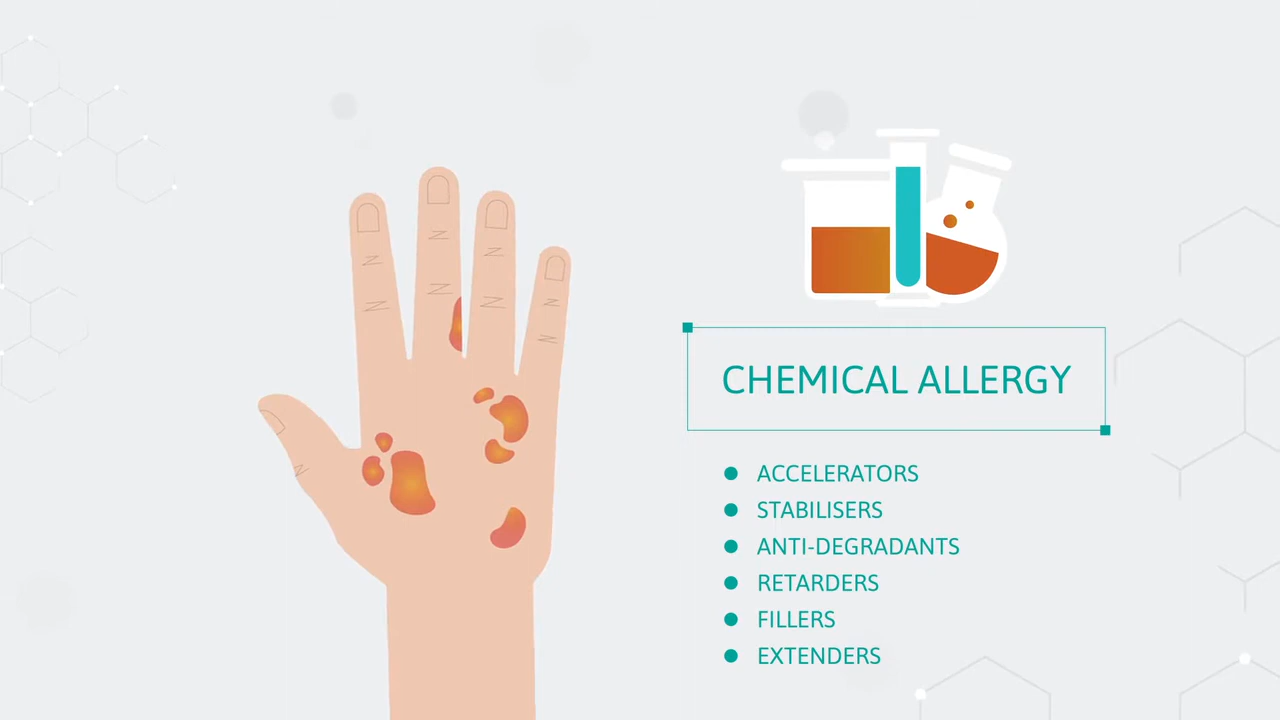 CHEMICAL ALLERGY
ACCELERATORS
STABILISERS
ANTI-DEGRADANTS
RETARDERS
FILLERS
EXTENDERS